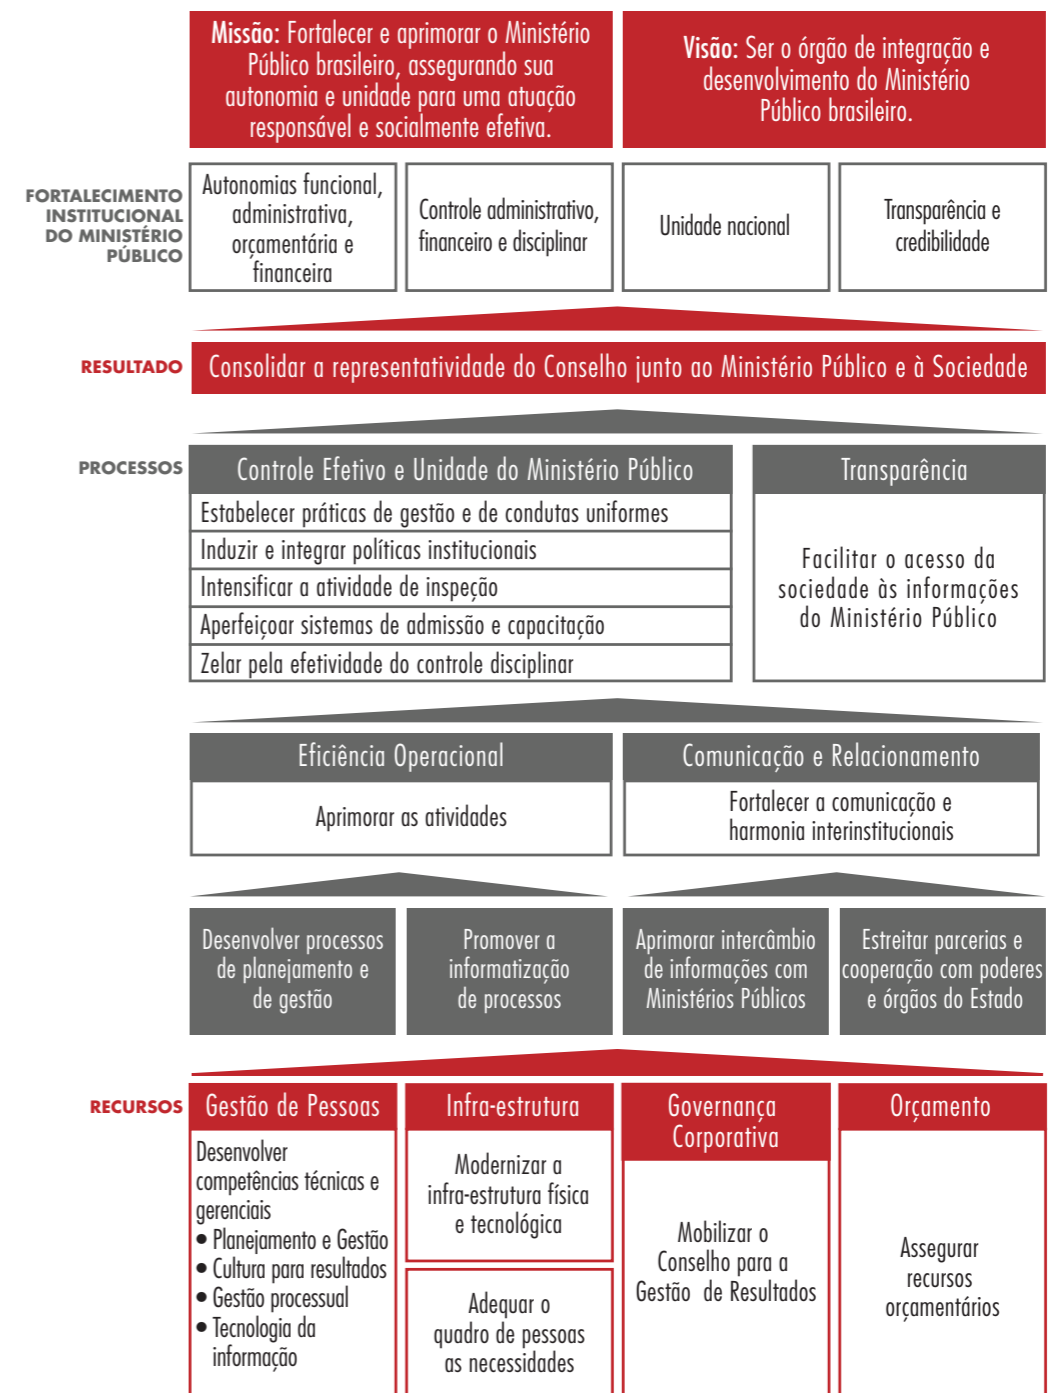 Missão: Fortalecer e aprimorar o Ministério
Público brasileiro, assegurando sua
autonomia e unidade para uma atuação
responsável e socialmente efetiva.
Visão: Ser o órgão de integração e
desenvolvimento do Ministério
Público brasileiro.
FORTALECIMENTO
INSTITUCIONAL
DO MINISTÉRIO
PÚBLICO
Autonomias funcional,
administrativa,
orçamentária e
financeira
Controle administrativo,
financeiro e disciplinar
Unidade nacional
Transparência e
credibilidade
RESULTADO
Consolidar a representatividade do Conselho junto ao Ministério Público e à Sociedade
PROCESSOS
Controle Efetivo e Unidade do Ministério Público
Estabelecer práticas de gestão e de condutas uniformes
Induzir e integrar políticas institucionais
Intensificar a atividade de inspeção
Aperfeiçoar sistemas de admissão e capacitação
Zelar pela efetividade do controle disciplinar
Transparência
Facilitar o acesso da
sociedade às informações
do Ministério Público
Eficiência Operacional
Aprimorar as atividades
Comunicação e Relacionamento
Fortalecer a comunicação e
harmonia interinstitucionais
Desenvolver processos
de planejamento e
de gestão
Promover a
informatização
de processos
Aprimorar intercâmbio
de informações com
Ministérios Públicos
Estreitar parcerias e
cooperação com poderes
e órgãos do Estado
RECURSOS
Gestão de Pessoas
Desenvolver
competências técnicas e
gerenciais
• Planejamento e Gestão
• Cultura para resultados
• Gestão processual
• Tecnologia da
informação
Infra-estrutura
Modernizar a
infra-estrutura física
e tecnológica
Adequar o
quadro de pessoas
as necessidades
Governança
Corporativa
Mobilizar o
Conselho para a
Gestão de Resultados
Orçamento
Assegurar
recursos
orçamentários